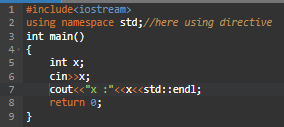 1 #include<iostream>
2 using namespace std;//here using directive
3 int main()
4 {
5 int x;
6 cin>>x;
7 cout<<"x :"<<x<<std::endl;
8 return 0;
9 }